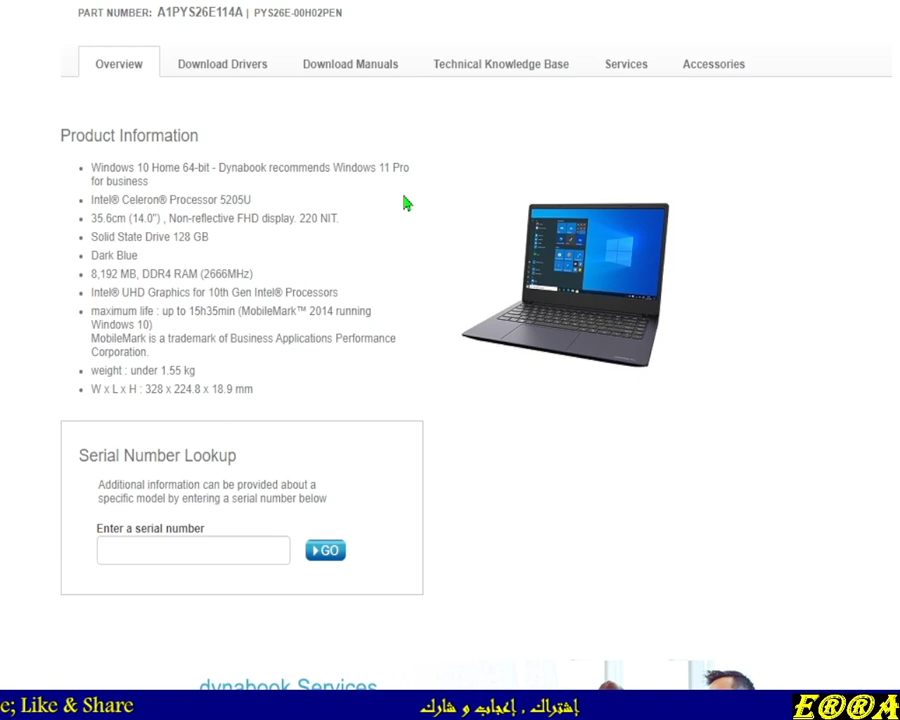 PART NUMBER: A1PYS26E114A | PYS26E-00H02PEN
Overview Download Drivers Download Manuals Technical Knowledge Base Services Accessories
Product Information
Windows 10 Home 64-bit - Dynabook recommends Windows 11 Pro
for business
Intel® Celeron® Processor 5205U
35.6cm (14.0") , Non-reflective FHD display. 220 NIT.
Solid State Drive 128 GB
Dark Blue
8,192 MB, DDR4 RAM (2666MHz)
Intel® UHD Graphics for 10th Gen Intel® Processors
maximum life : up to 15h35min (MobileMark™ 2014 running
Windows 10)
MobileMark is a trademark of Business Applications Performance
Corporation.
weight : under 1.55 kg
W x L x H : 328 x 224.8 x 18.9 mm
Serial Number Lookup
Additional information can be provided about a
specific model by entering a serial number below
Enter a serial number
GO
dynabook Services
e; Like & Share
إشتراك , إعجاب و شارك
ERRA